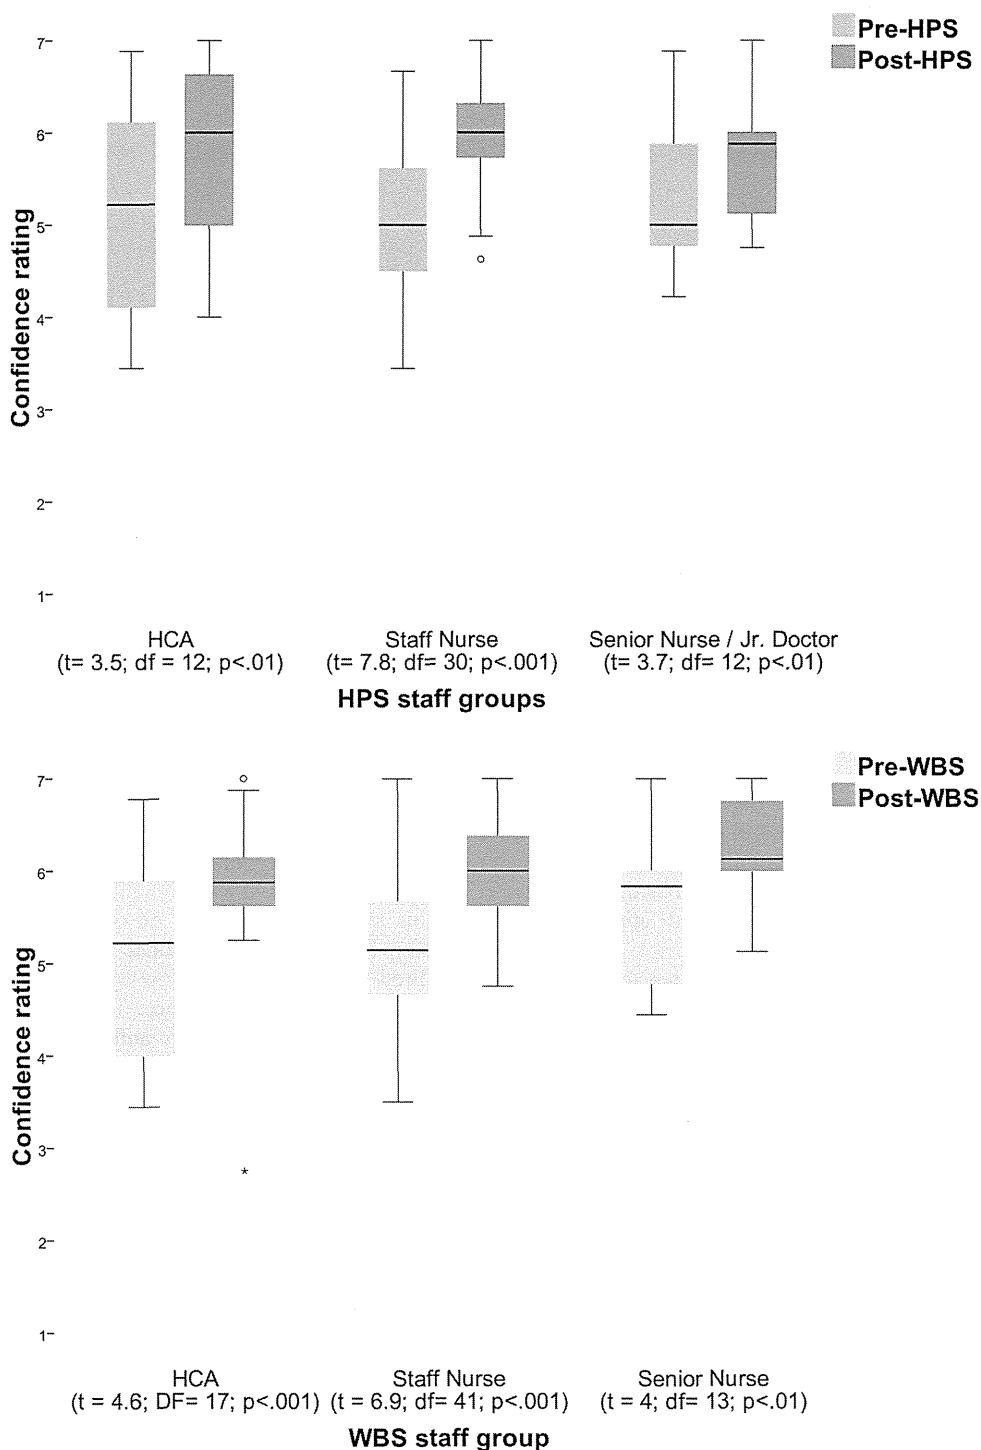 Pre-HPS
Post-HPS
7
6
5
4
3
2
1
Confidence rating
HCA
(t= 3.5; df = 12; p<.01)
Staff Nurse
(t= 7.8; df= 30; p<.001)
Senior Nurse / Jr. Doctor
(t= 3.7; df= 12; p<.01)
HPS staff groups
Pre-WBS
Post-WBS
7
6
5
4
3
2
1
Confidence rating
HCA
(t = 4.6; DF= 17; p<.001)
Staff Nurse
(t = 6.9; df= 41; p<.001)
Senior Nurse
(t = 4; df= 13; p<.01)
WBS staff group